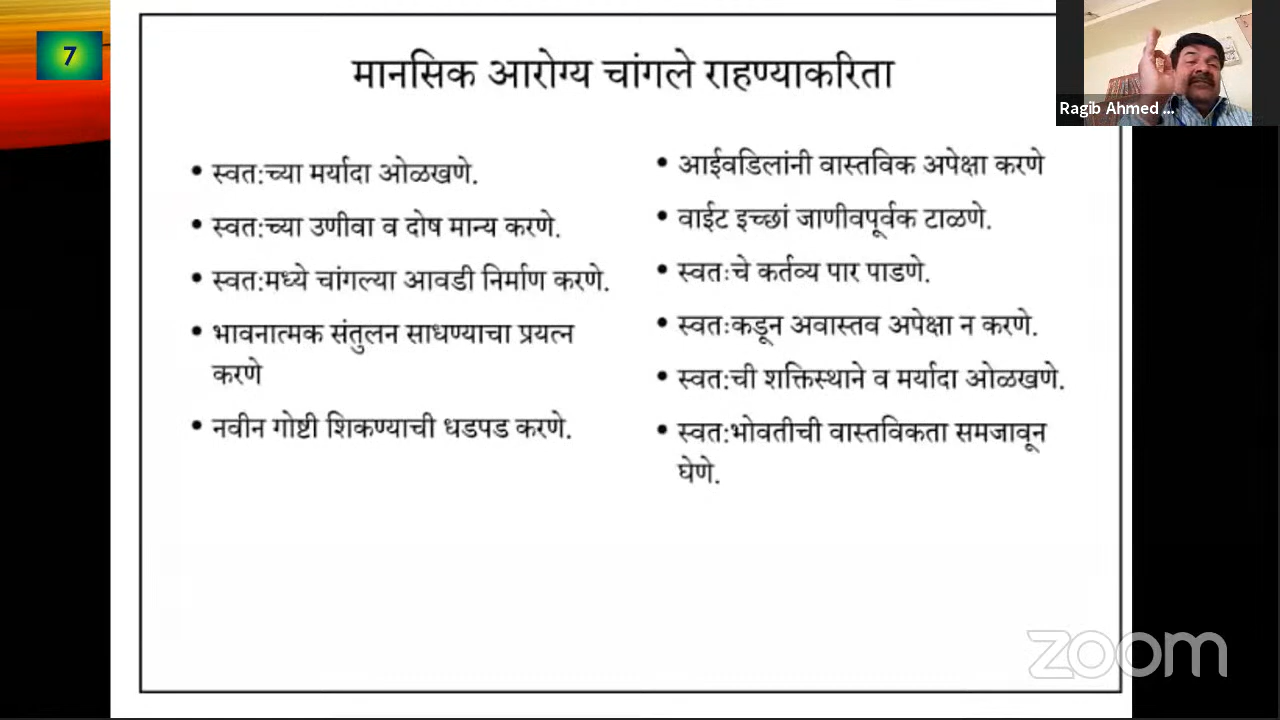 7
मानसिक आरोग्य चांगले राहण्याकरिता
• स्वत:च्या मर्यादा ओळखणे.
• स्वत:च्या उणीवा व दोष मान्य करणे.
• स्वत:मध्ये चांगल्या आवडी निर्माण करणे.
• भावनात्मक संतुलन साधण्याचा प्रयत्न
करणे
• नवीन गोष्टी शिकण्याची धडपड करणे.
• आईवडिलांनी वास्तविक अपेक्षा करणे
• वाईट इच्छां जाणीवपूर्वक टाळणे.
• स्वतःचे कर्तव्य पार पाडणे.
• स्वतःकडून अवास्तव अपेक्षा न करणे.
• स्वत:ची शक्तिस्थाने व मर्यादा ओळखणे.
• स्वत:भोवतीची वास्तविकता समजावून
घेणे.
Ragib Ahmed ...
zoom